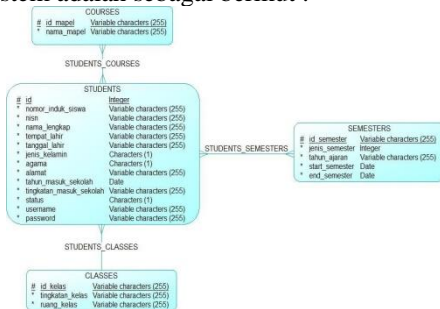 stem adalah sebagai berikut :
COURSES
# id_mapel Variable characters (255)
* nama_mapel Variable characters (255)
STUDENTS_COURSES
STUDENTS
# id Integer
* nomor_induk_siswa Variable characters (255)
* nisn Variable characters (255)
* nama_lengkap Variable characters (255)
* tempat_lahir Variable characters (255)
* tanggal_lahir Variable characters (255)
* jenis_kelamin Characters (1)
* agama Characters (1)
* alamat Variable characters (255)
* tahun_masuk_sekolah Date
* tingkatan_masuk_sekolah Variable characters (255)
* status Characters (1)
* username Variable characters (255)
* password Variable characters (255)
STUDENTS_SEMESTERS
SEMESTERS
# id_semester Variable characters (255)
* jenis_semester Integer
* tahun_ajaran Variable characters (255)
* start_semester Date
* end_semester Date
STUDENTS_CLASSES
CLASSES
# id_kelas Variable characters (255)
* tingkatan_kelas Variable characters (255)
* ruang_kelas Variable characters (255)